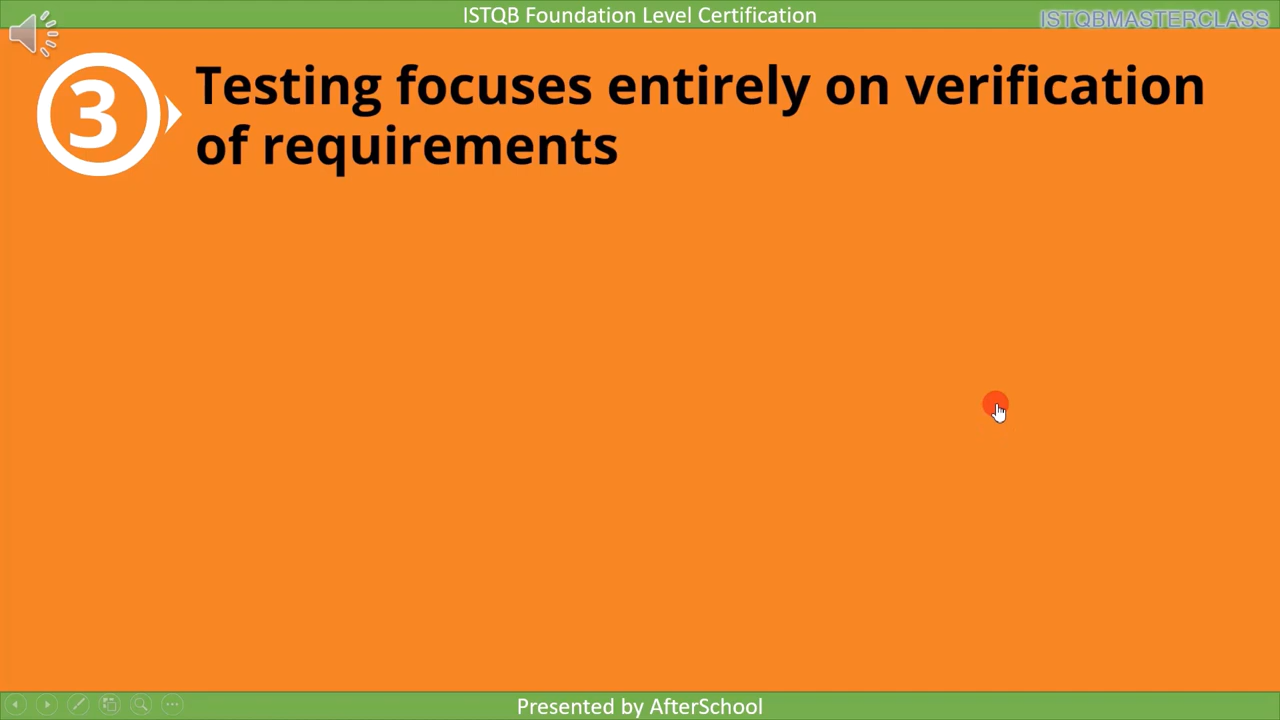 ISTQB Foundation Level Certification
ISTQBMASTERCLASS
3
Testing focuses entirely on verification
of requirements
Presented by AfterSchool